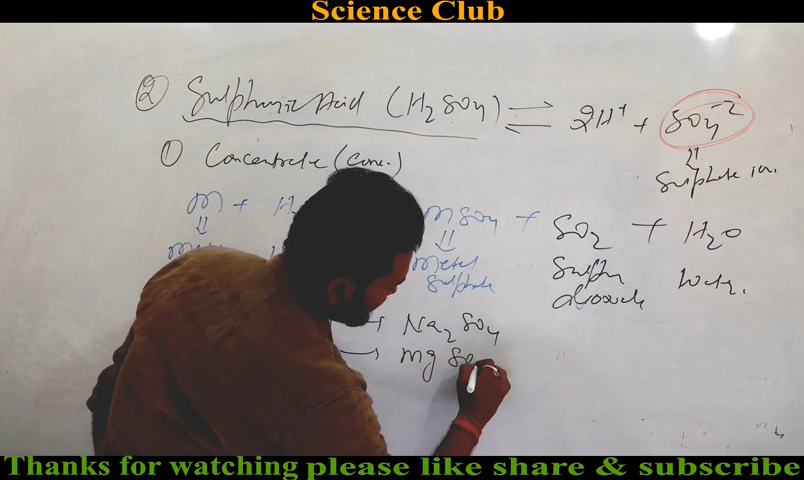 Science Club
② Sulphuric Acid (H2SO4) ⇌ 2H+ + SO4-2
Sulphate ion.
① Concentrate (Conc.)
M + H MSO4 + SO2 + H2O
Metal Sulphate
Sulphur dioxide
Water.
→ Na2SO4
→ Mg SO
Thanks for watching please like share & subscribe